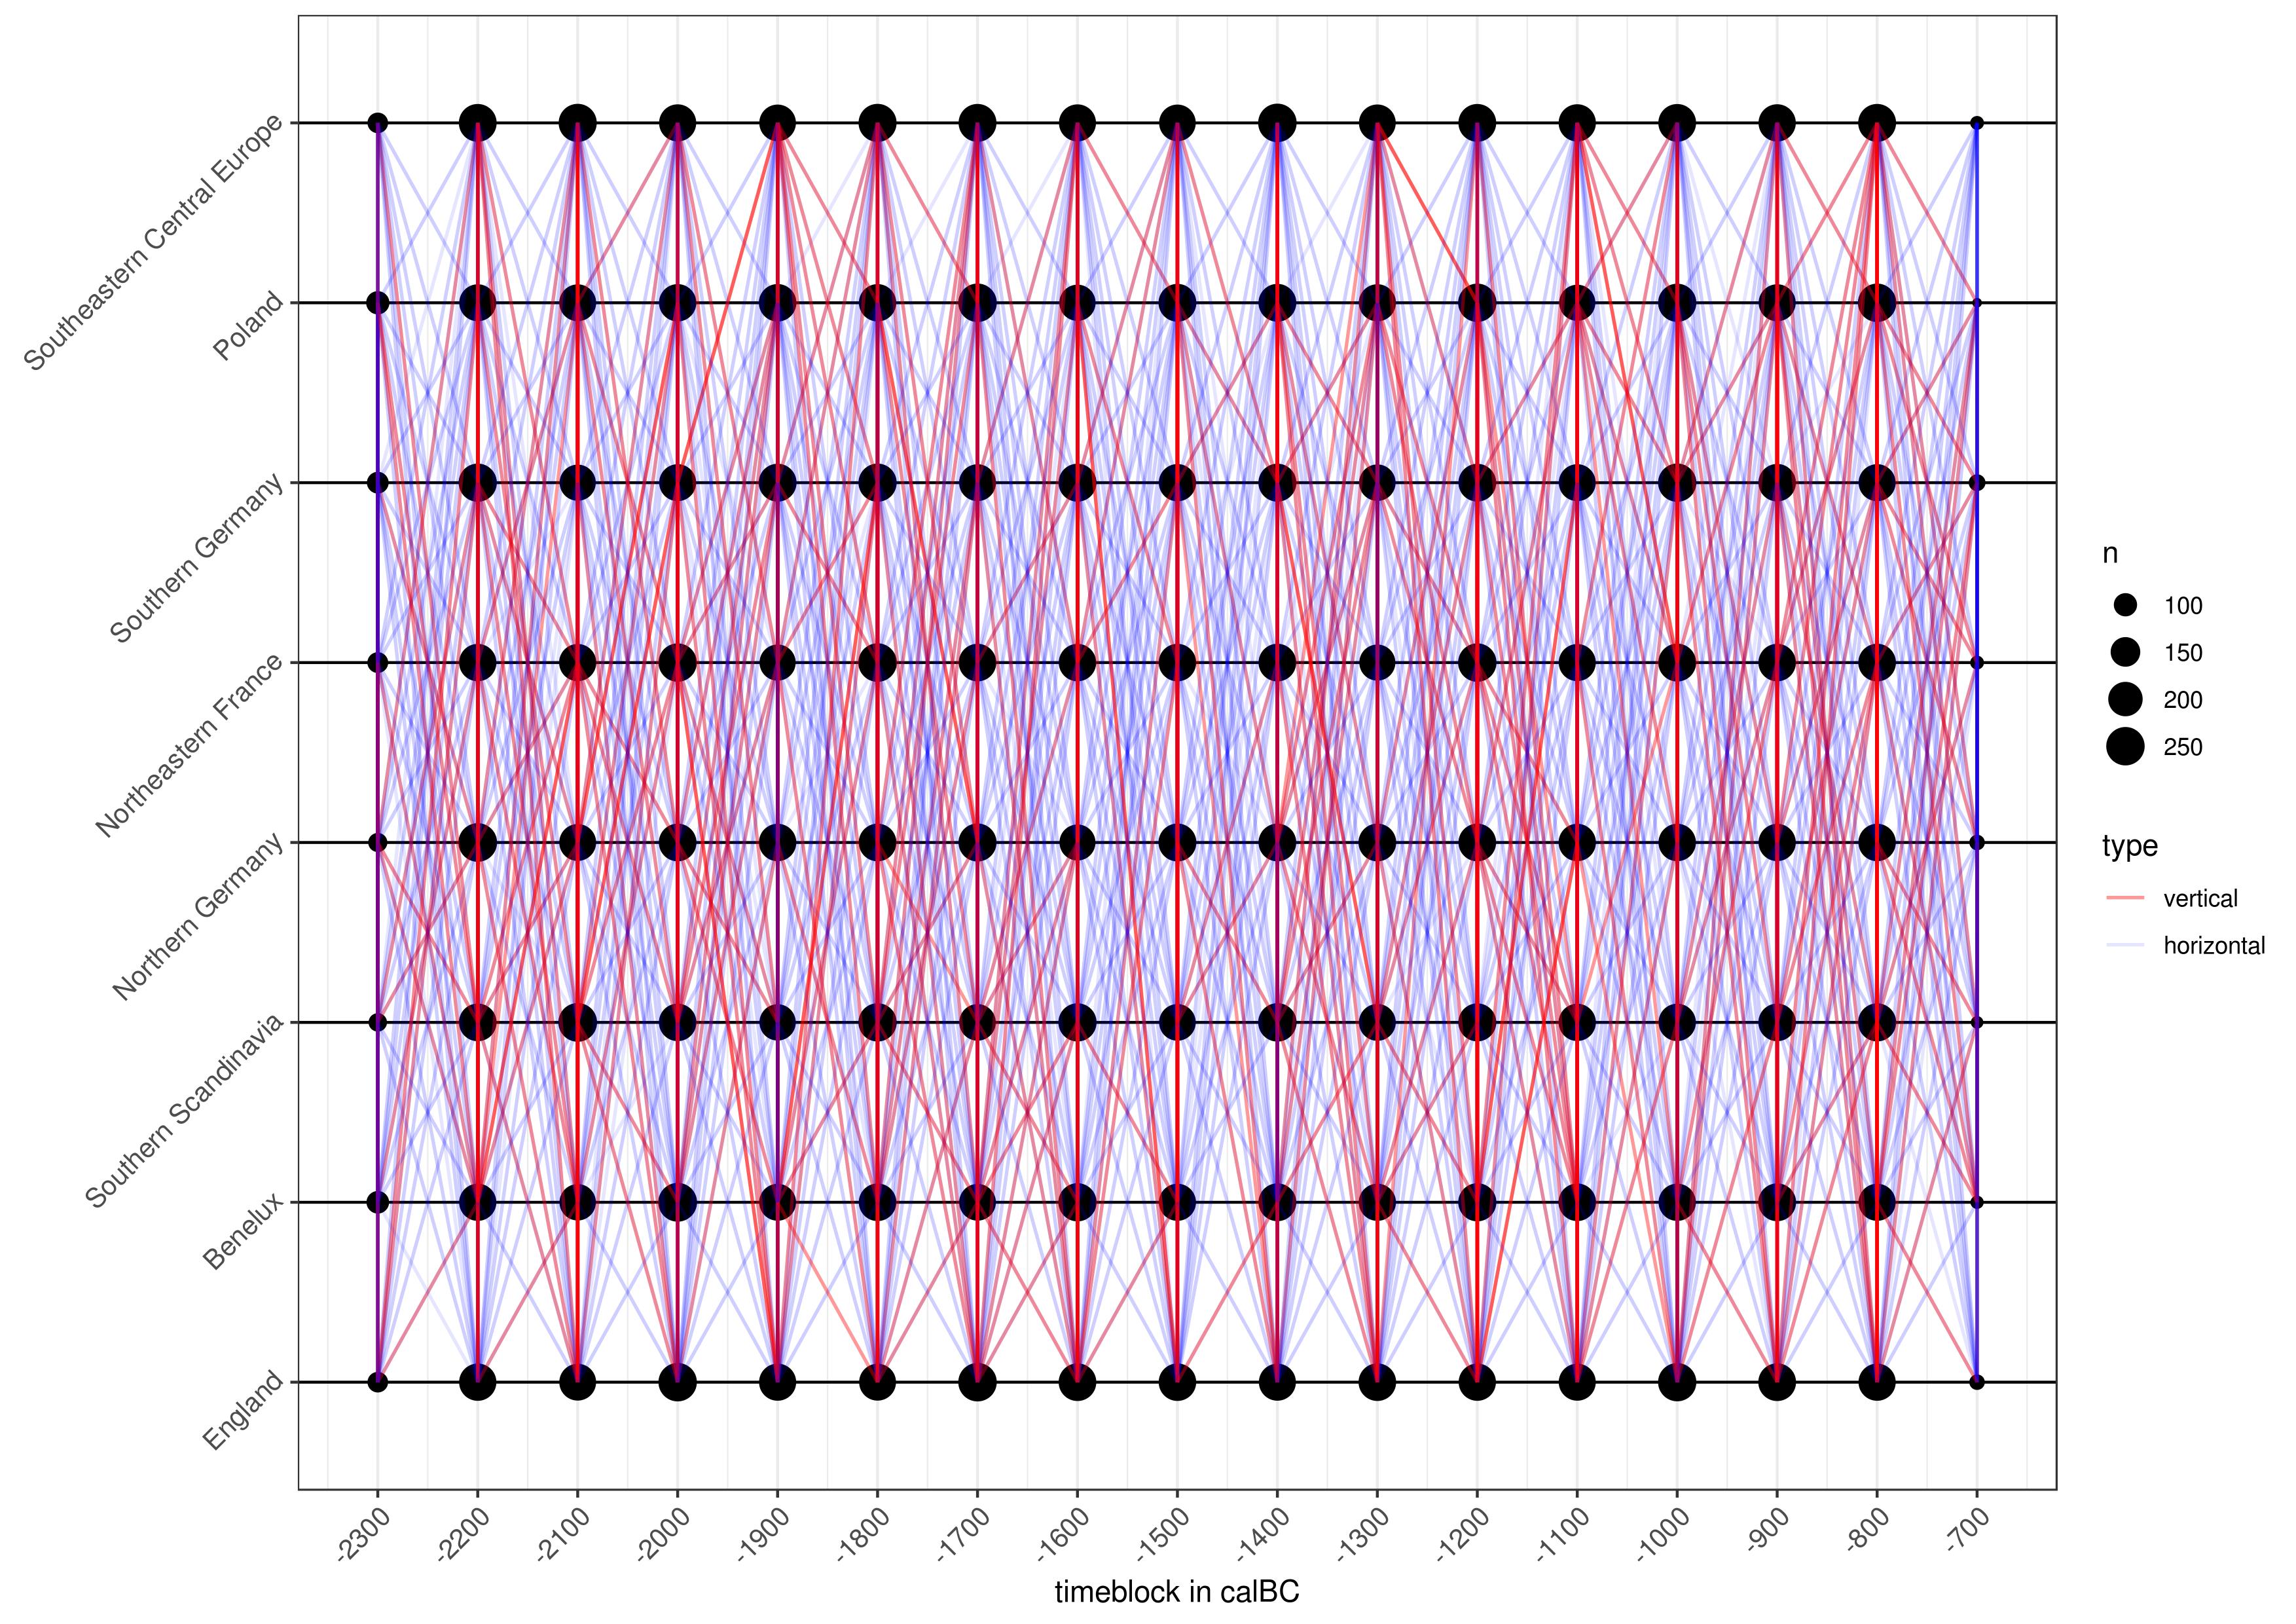 Southeastern Central Europe
Poland
Southern Germany
Northeastern France
Northern Germany
Southern Scandinavia
Benelux
England
-2300
-2200
-2100
-2000
-1900
-1800
-1700
-1600
-1500
-1400
-1300
-1200
-1100
-1000
-900
-800
-700
timeblock in calBC
n
100
150
200
250
type
vertical
horizontal